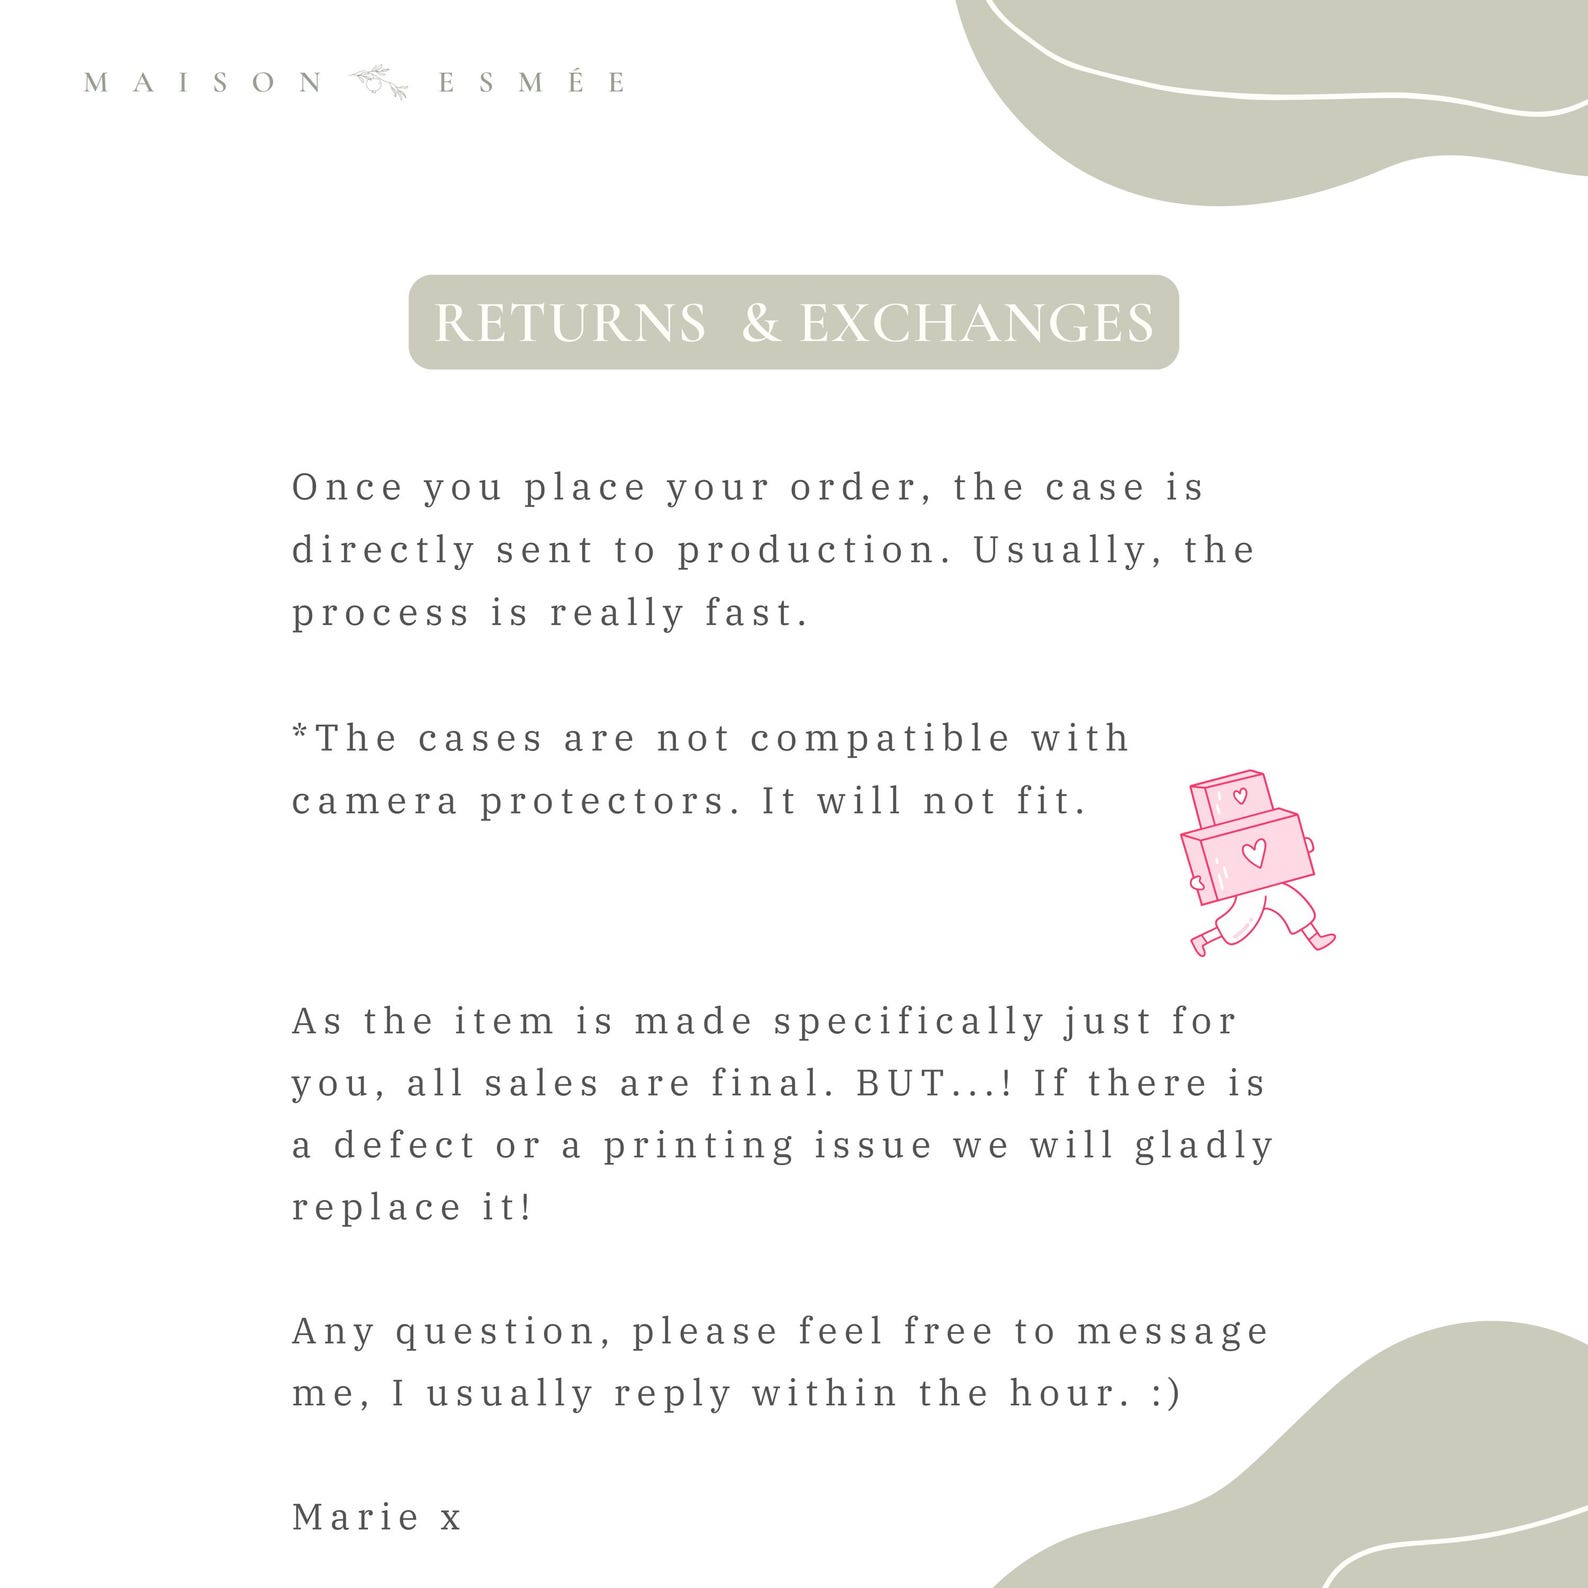 MAISON ESMÉE
RETURNS & EXCHANGES
Once you place your order, the case is
directly sent to production. Usually, the
process is really fast.
*The cases are not compatible with
camera protectors. It will not fit.
As the item is made specifically just for
you, all sales are final. BUT...! If there is
a defect or a printing issue we will gladly
replace it!
Any question, please feel free to message
me, I usually reply within the hour. :)
Marie x